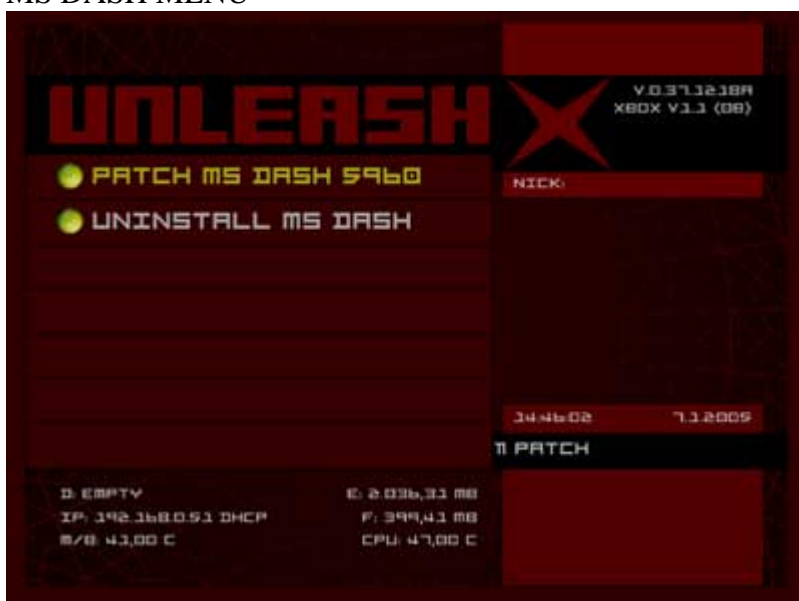 MS DASH MENU
UNLEASH X
V.0.37.1218A
XBOX V1.1 (08)
PATCH MS DASH 5960
NICK:
UNINSTALL MS DASH
14:46:02 7.1.2005
PATCH
D: EMPTY E: 2.036,31 MB
IP: 192.168.0.51 DHCP F: 399,41 MB
M/B: 41,00 C CPU: 47,00 C